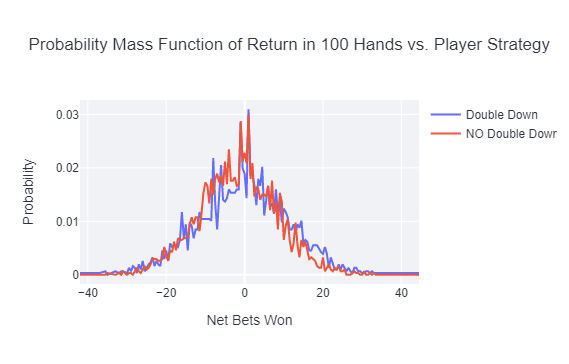 Probability Mass Function of Return in 100 Hands vs. Player Strategy
0.03
0.02
0.01
0
Probability
−40
−20
0
20
40
Net Bets Won
Double Down
NO Double Dowr